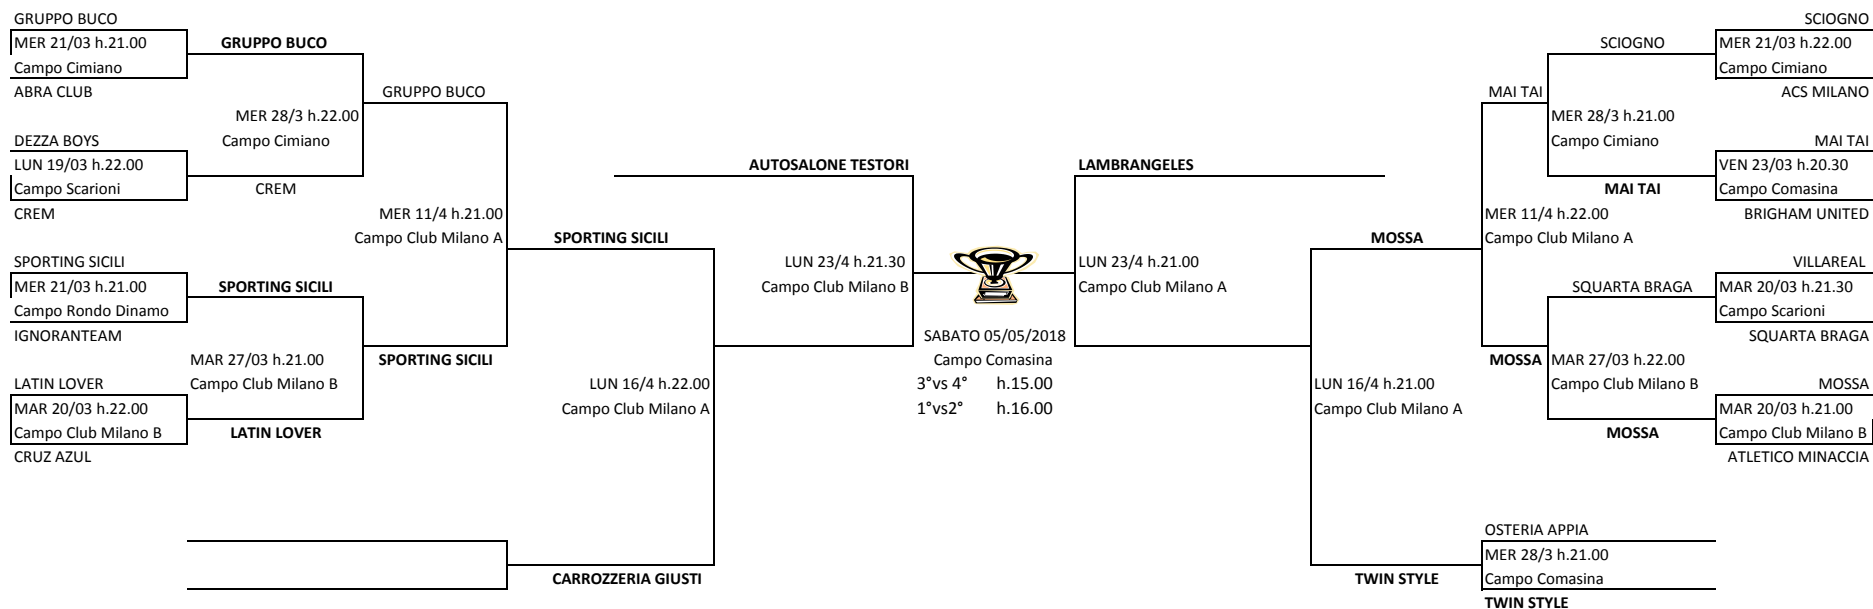 GRUPPO BUCO
MER 21/03 h.21.00
Campo Cimiano
ABRA CLUB
DEZZA BOYS
LUN 19/03 h.22.00
Campo Scarioni
CREM
SPORTING SICILI
MER 21/03 h.21.00
Campo Rondo Dinamo
IGNORANTEAM
LATIN LOVER
MAR 20/03 h.22.00
Campo Club Milano B
CRUZ AZUL
GRUPPO BUCO
MER 28/3 h.22.00
Campo Cimiano
CREM
SPORTING SICILI
MAR 27/03 h.21.00
Campo Club Milano B
LATIN LOVER
GRUPPO BUCO
MER 11/4 h.21.00
Campo Club Milano A
SPORTING SICILI
SPORTING SICILI
LUN 16/4 h.22.00
Campo Club Milano A
CARROZZERIA GIUSTI
AUTOSALONE TESTORI
LUN 23/4 h.21.30
Campo Club Milano B
SABATO 05/05/2018
Campo Comasina
3°vs 4° h.15.00
1°vs2° h.16.00
LAMBRANGELES
LUN 23/4 h.21.00
Campo Club Milano A
MOSSA
LUN 16/4 h.21.00
Campo Club Milano A
TWIN STYLE
MAI TAI
MER 11/4 h.22.00
Campo Club Milano A
MOSSA
OSTERIA APPIA
MER 28/3 h.21.00
Campo Comasina
TWIN STYLE
SCIOGNO
MER 28/3 h.21.00
Campo Cimiano
MAI TAI
SQUARTA BRAGA
MAR 27/03 h.22.00
Campo Club Milano B
MOSSA
SCIOGNO
MER 21/03 h.22.00
Campo Cimiano
ACS MILANO
MAI TAI
VEN 23/03 h.20.30
Campo Comasina
BRIGHAM UNITED
VILLAREAL
MAR 20/03 h.21.30
Campo Scarioni
SQUARTA BRAGA
MOSSA
MAR 20/03 h.21.00
Campo Club Milano B
ATLETICO MINACCIA